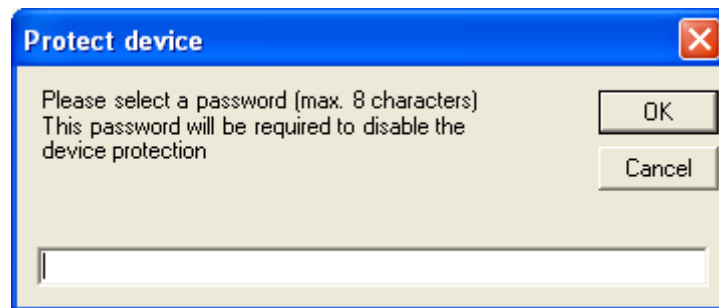 Protect device
Please select a password (max. 8 characters)
This password will be required to disable the
device protection
OK
Cancel